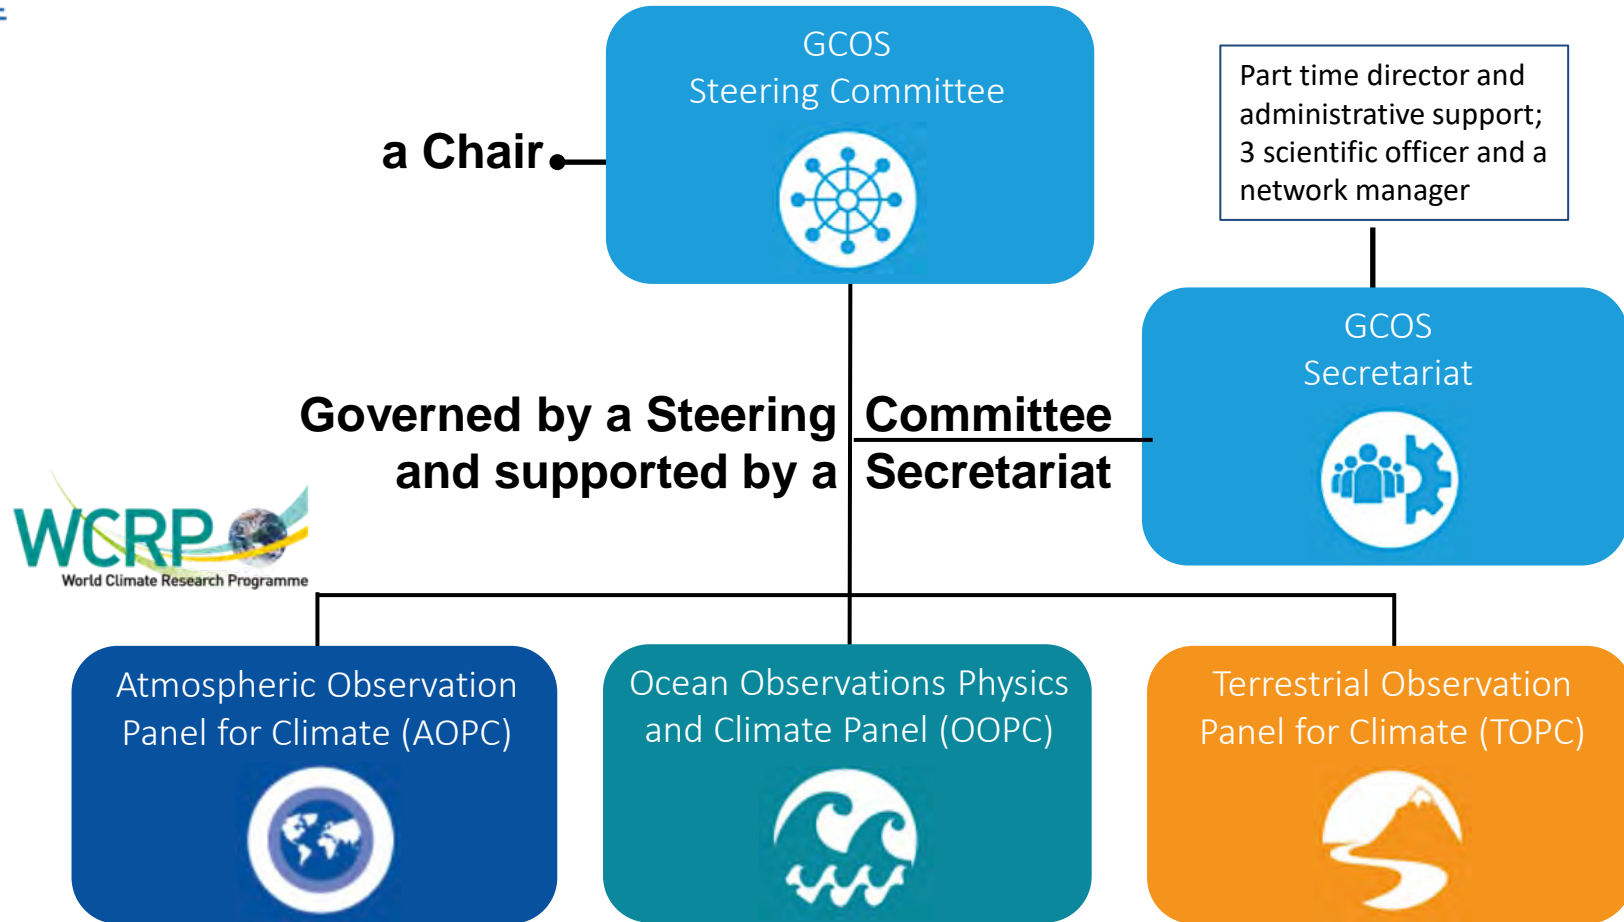 GCOS
Steering Committee
a Chair
Part time director and
administrative support;
3 scientific officer and a
network manager
GCOS
Secretariat
Governed by a Steering Committee
and supported by a Secretariat
WCRP
World Climate Research Programme
Atmospheric Observation
Panel for Climate (AOPC)
Ocean Observations Physics
and Climate Panel (OOPC)
Terrestrial Observation
Panel for Climate (TOPC)